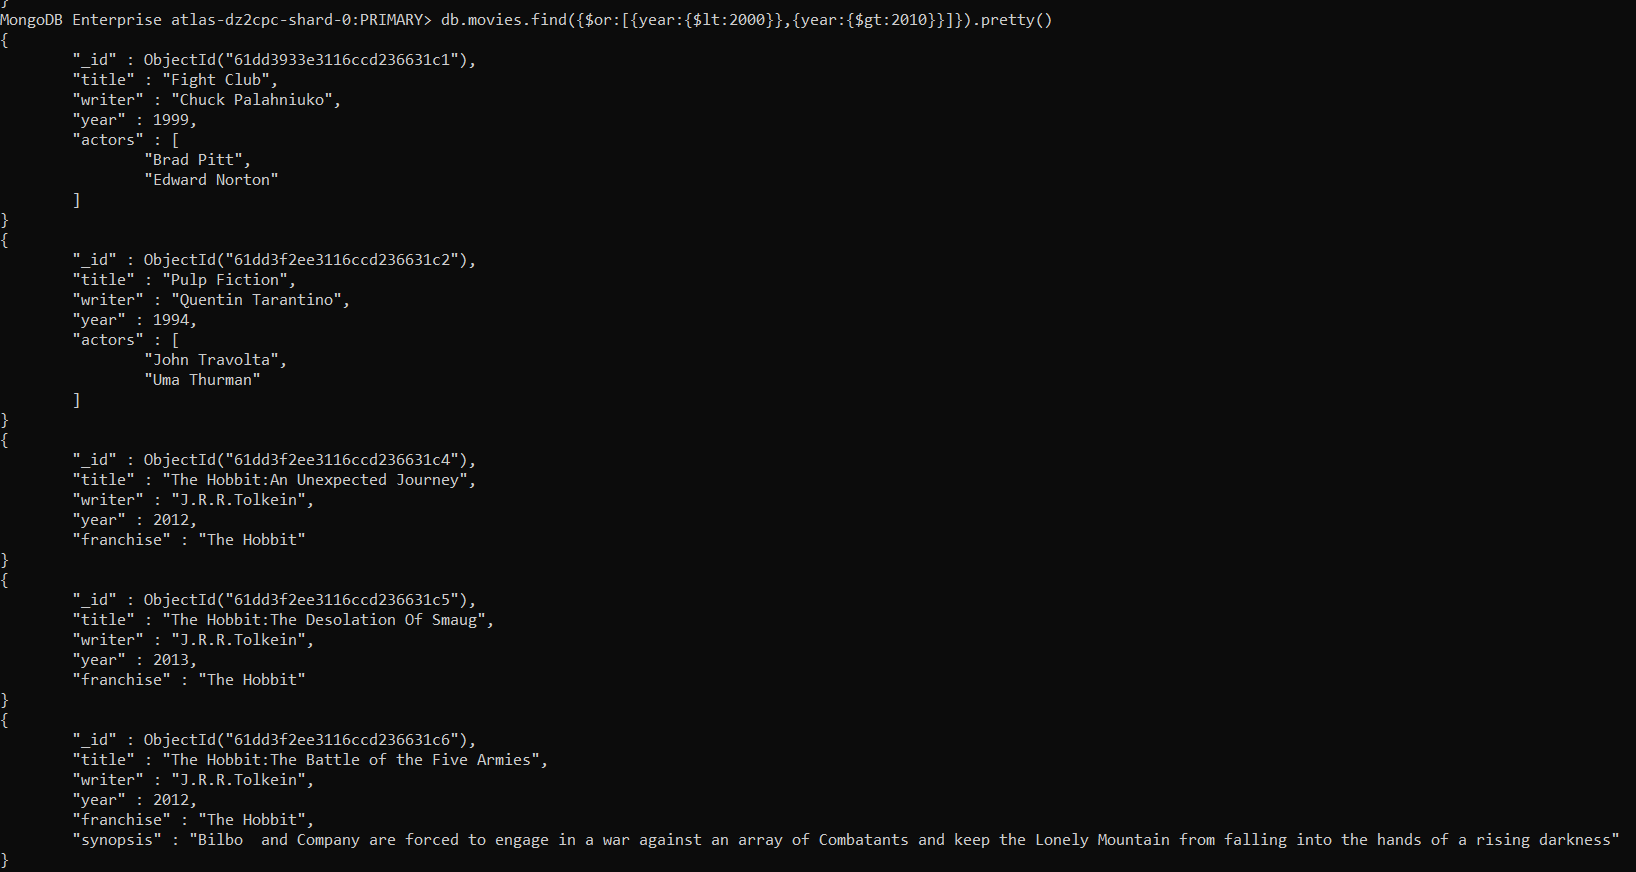 }
MongoDB Enterprise atlas-dz2cpc-shard-0:PRIMARY> db.movies.find({$or:[{year:{$lt:2000}},{year:{$gt:2010}}]}).pretty()
{
        "_id" : ObjectId("61dd3933e3116ccd236631c1"),
        "title" : "Fight Club",
        "writer" : "Chuck Palahniuko",
        "year" : 1999,
        "actors" : [
                "Brad Pitt",
                "Edward Norton"
        ]
}
{
        "_id" : ObjectId("61dd3f2ee3116ccd236631c2"),
        "title" : "Pulp Fiction",
        "writer" : "Quentin Tarantino",
        "year" : 1994,
        "actors" : [
                "John Travolta",
                "Uma Thurman"
        ]
}
{
        "_id" : ObjectId("61dd3f2ee3116ccd236631c4"),
        "title" : "The Hobbit:An Unexpected Journey",
        "writer" : "J.R.R.Tolkein",
        "year" : 2012,
        "franchise" : "The Hobbit"
}
{
        "_id" : ObjectId("61dd3f2ee3116ccd236631c5"),
        "title" : "The Hobbit:The Desolation Of Smaug",
        "writer" : "J.R.R.Tolkein",
        "year" : 2013,
        "franchise" : "The Hobbit"
}
{
        "_id" : ObjectId("61dd3f2ee3116ccd236631c6"),
        "title" : "The Hobbit:The Battle of the Five Armies",
        "writer" : "J.R.R.Tolkein",
        "year" : 2012,
        "franchise" : "The Hobbit",
        "synopsis" : "Bilbo  and Company are forced to engage in a war against an array of Combatants and keep the Lonely Mountain from falling into the hands of a rising darkness"
}